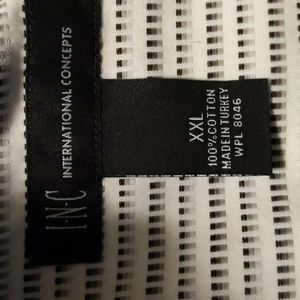 I·N·C
INTERNATIONAL CONCEPTS
XXL
100% COTTON
MADE IN TURKEY
WPL 8046